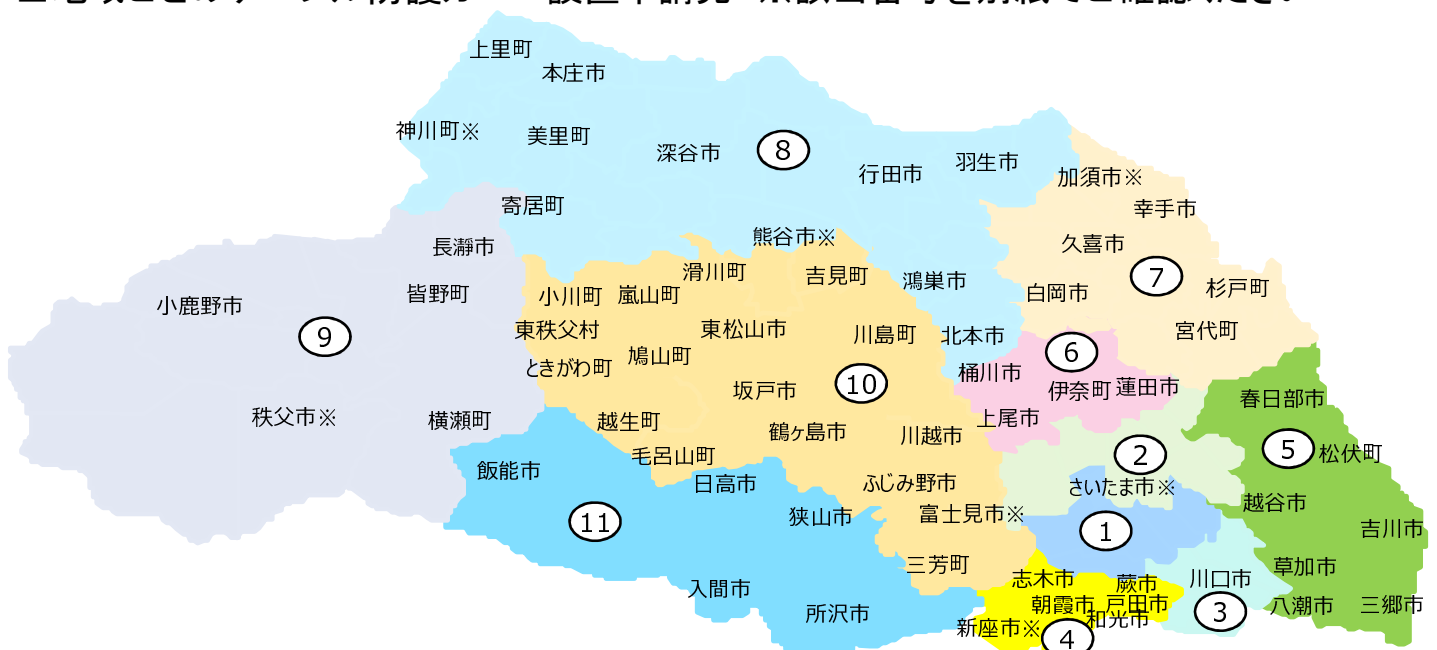 上里町
本庄市
神川町※
美里町
深谷市
8
行田市
羽生市
加須市※
幸手市
寄居町
熊谷市※
久喜市
長瀞市
滑川町
吉見町
鴻巣市
7
小鹿野市
皆野町
小川町
嵐山町
白岡市
杉戸町
9
東秩父村
東松山市
川島町
北本市
宮代町
ときがわ町
鳩山町
6
桶川市
坂戸市
10
伊奈町
蓮田市
春日部市
秩父市※
横瀬町
越生町
鶴ヶ島市
川越市
上尾市
2
5
松伏町
毛呂山町
飯能市
日高市
ふじみ野市
さいたま市※
越谷市
11
狭山市
富士見市※
1
吉川市
三芳町
志木市
蕨市
川口市
草加市
入間市
朝霞市
戸田市
3
八潮市
三郷市
所沢市
新座市※
和光市
4